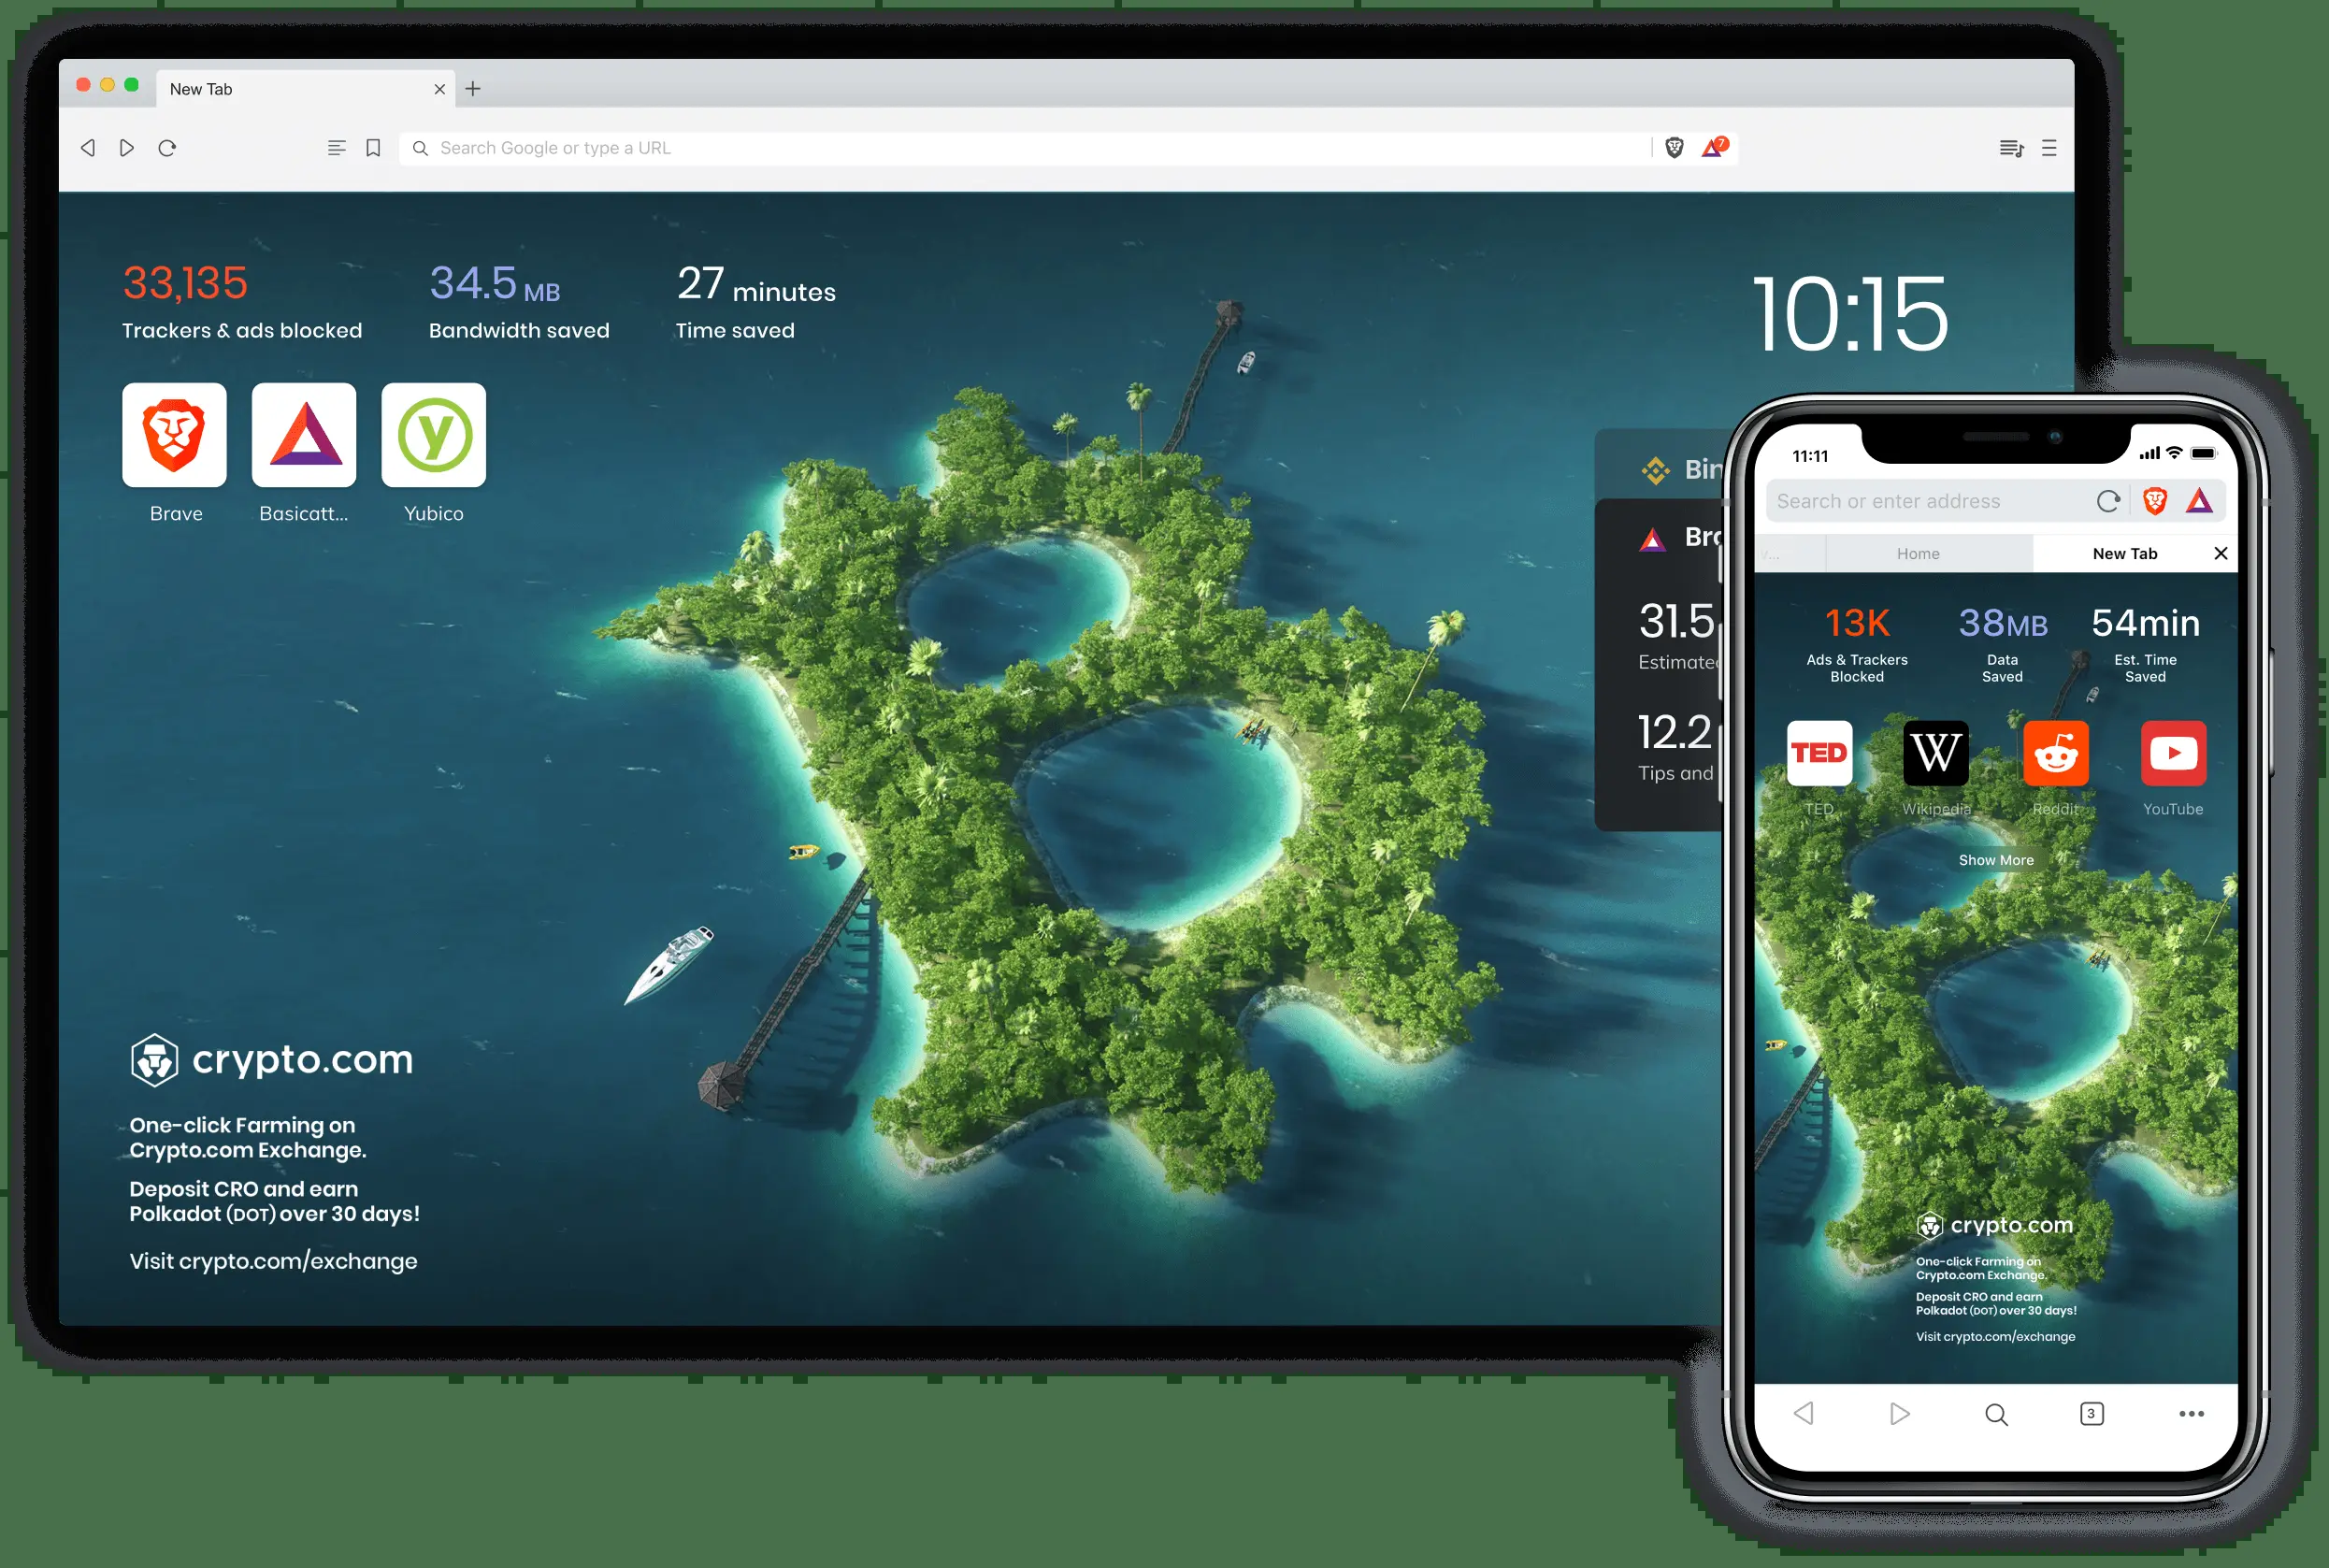 New Tab
Search Google or type a URL
7
33,135
Trackers & ads blocked
34.5 MB
Bandwidth saved
27 minutes
Time saved
10:15
Brave
Basicatt...
y
Yubico
Bin
Bra
31.5
Estimated
12.2
Tips and
crypto.com
One-click Farming on
Crypto.com Exchange.
Deposit CRO and earn
Polkadot (DOT) over 30 days!
Visit crypto.com/exchange
11:11
Search or enter address
Home
New Tab
13K
Ads & Trackers
Blocked
38MB
Data
Saved
54min
Est. Time
Saved
TED
W
TED
Wikipedia
Reddit
YouTube
Show More
crypto.com
One-click Farming on
Crypto.com Exchange.
Deposit CRO and earn
Polkadot (DOT) over 30 days!
Visit crypto.com/exchange
3